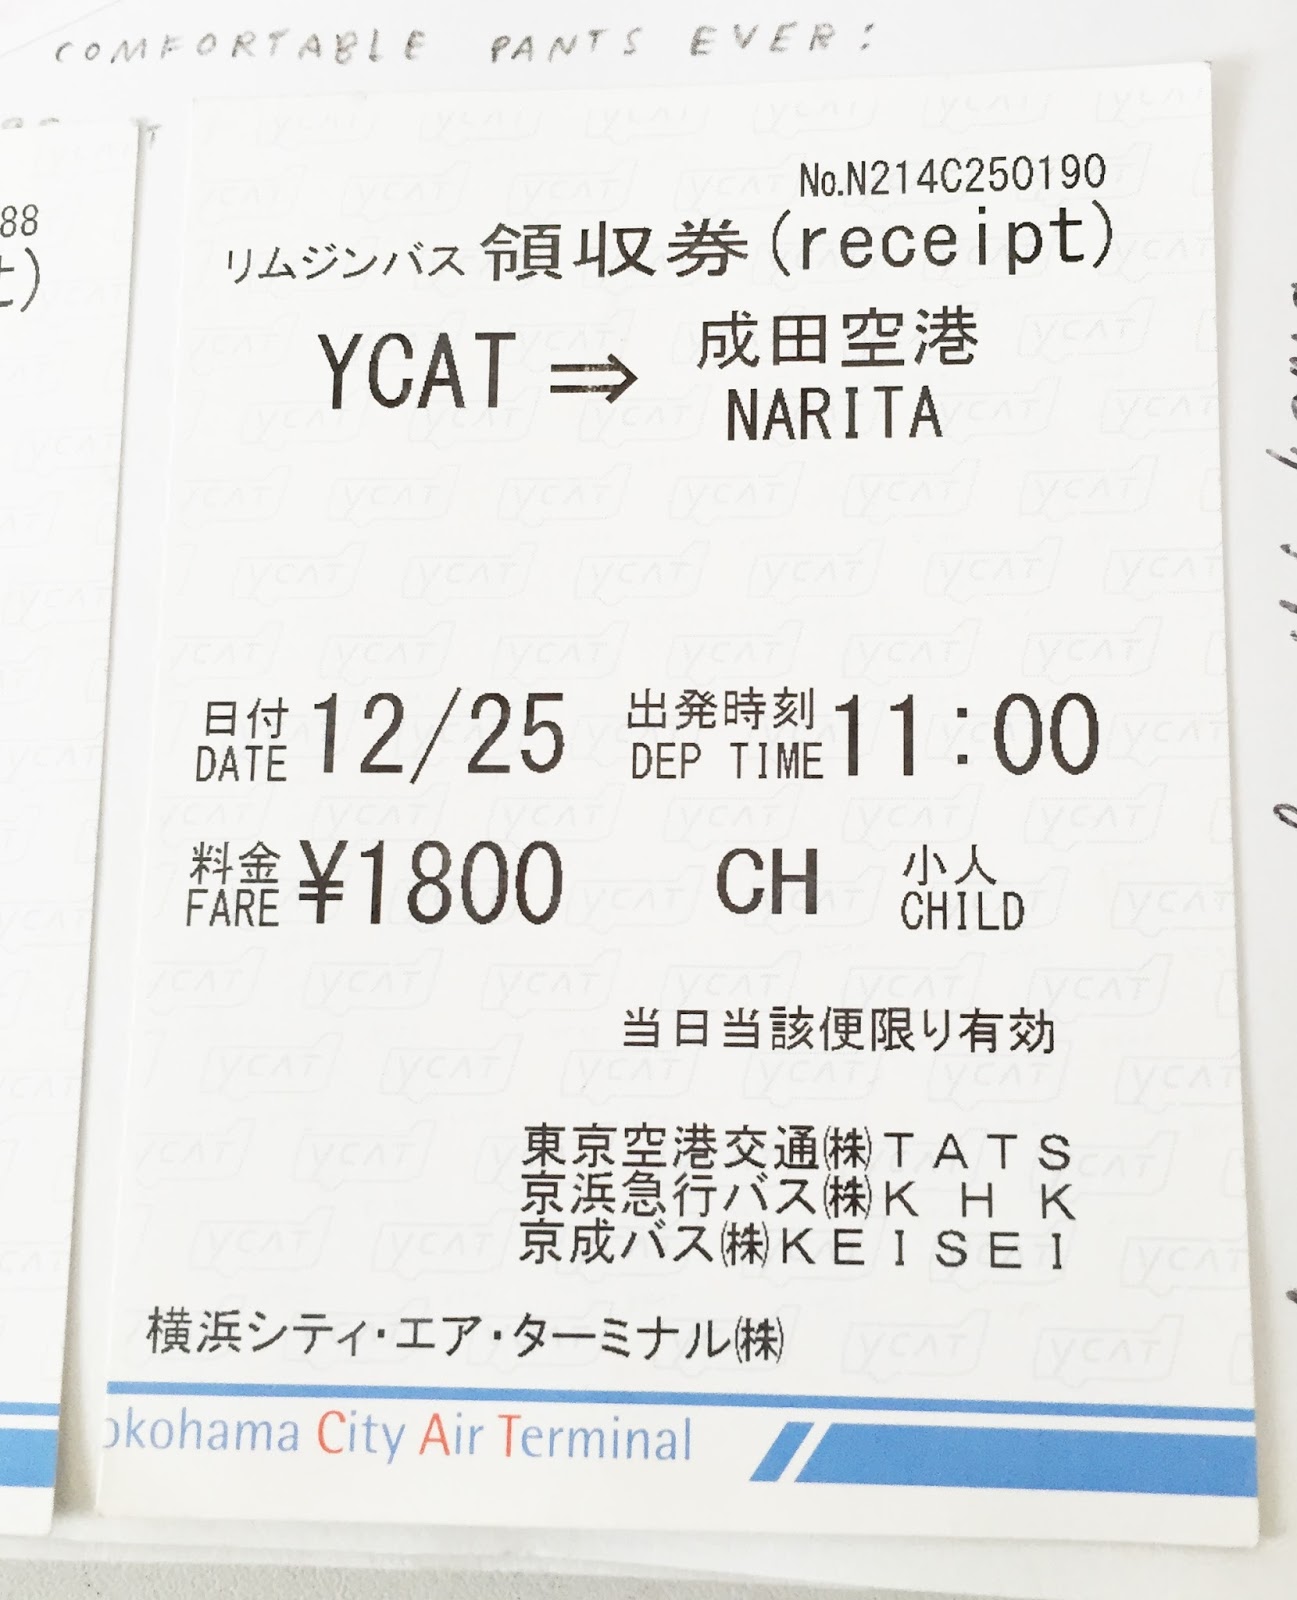 COMFORTABLE PANTS EVER:
88
No.N214C250190
リムジンバス 領収券(receipt)
YCAT ⇒ 成田空港
NARITA
日付 12/25 出発時刻 11:00
DATE DEP TIME
料金 ¥1800 CH 小人
FARE CHILD
当日当該便限り有効
東京空港交通㈱TATS
京浜急行バス㈱KHK
京成バス㈱KEISEI
横浜シティ・エア・ターミナル㈱
okohama City Air Terminal